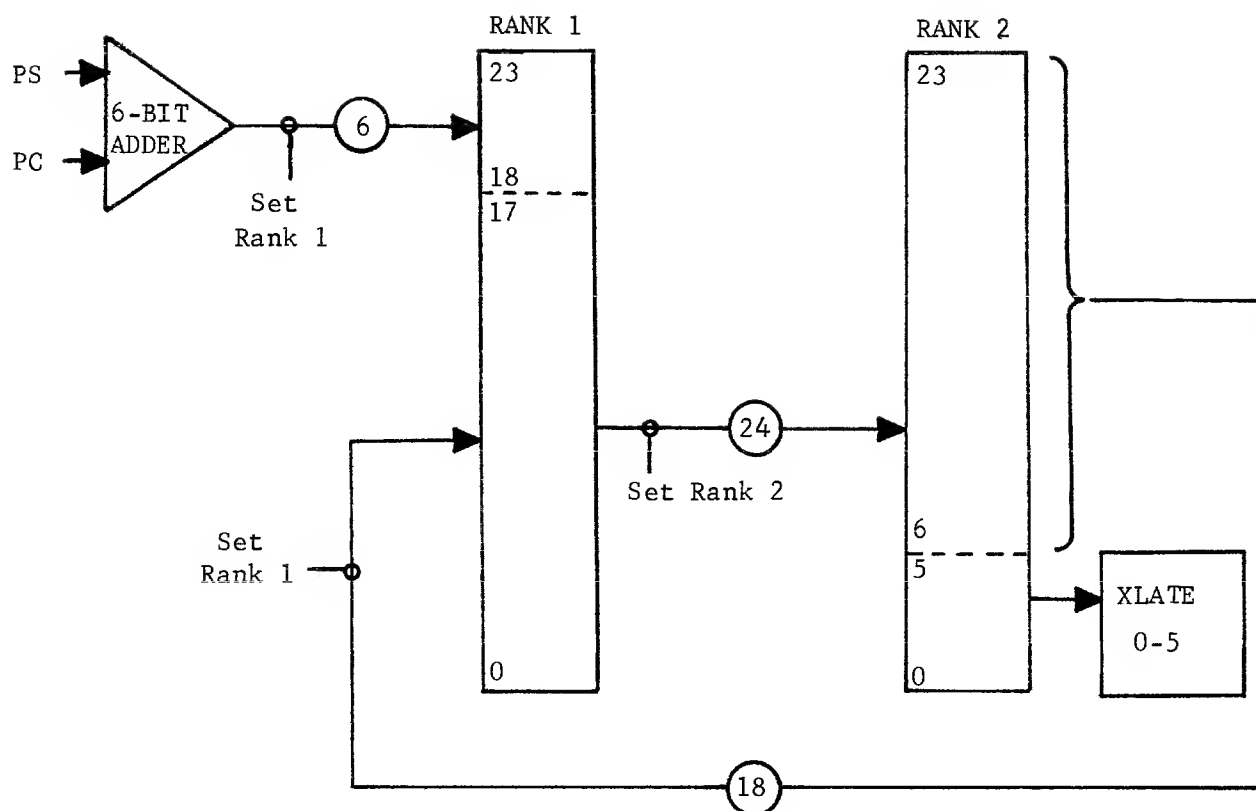 RANK 1
RANK 2
PS
PC
6-BIT
ADDER
6
Set
Rank 1
23
18
17
0
24
Set Rank 2
Set
Rank 1
23
6
5
0
XLATE
0-5
18